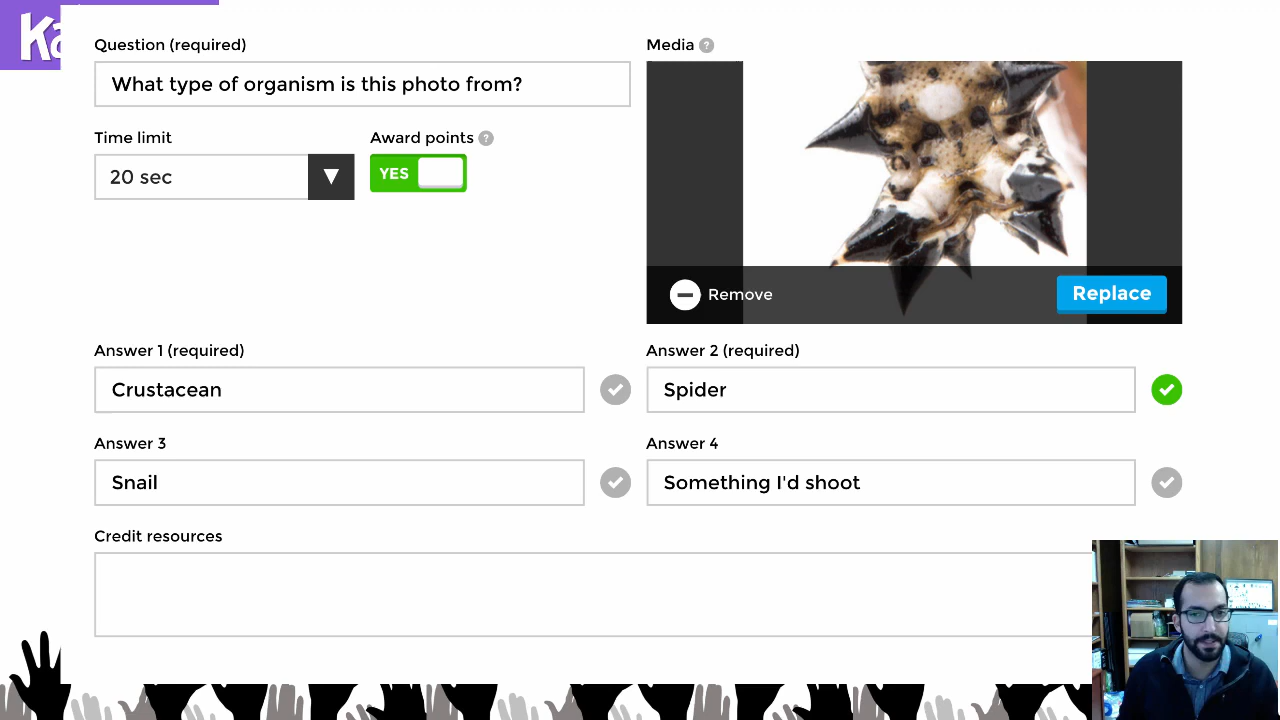 Ka
Question (required)
Media ?
What type of organism is this photo from?
Time limit
Award points ?
20 sec
YES
Remove
Replace
Answer 1 (required)
Answer 2 (required)
Crustacean
Spider
Answer 3
Answer 4
Snail
Something I'd shoot
Credit resources